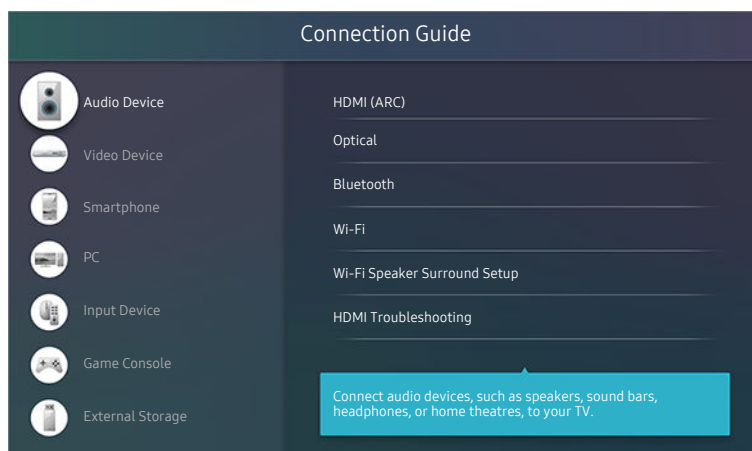 Connection Guide
Audio Device
Video Device
Smartphone
PC
Input Device
Game Console
External Storage
HDMI (ARC)
Optical
Bluetooth
Wi-Fi
Wi-Fi Speaker Surround Setup
HDMI Troubleshooting
Connect audio devices, such as speakers, sound bars,
headphones, or home theatres, to your TV.